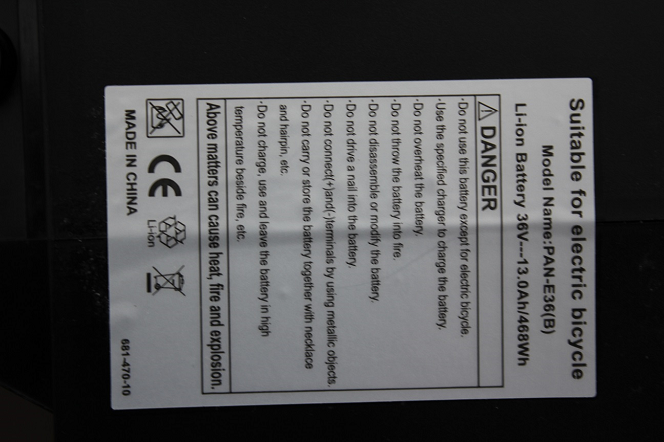 Suitable for electric bicycle
Model Name:PAN-E36(B)
Li-ion Battery 36V---13.0Ah/468Wh
DANGER
·Do not use this battery except for electric bicycle.
·Use the specified charger to charge the battery.
·Do not overheat the battery.
·Do not throw the battery into fire.
·Do not disassemble or modify the battery.
·Do not drive a nail into the battery.
·Do not connect(+)and(-)terminals by using metallic objects.
·Do not carry or store the battery together with necklace
and hairpin, etc.
·Do not charge, use and leave the battery in high
temperature beside fire, etc.
Above matters can cause heat, fire and explosion.
CE
Li-ion
MADE IN CHINA
681-470-10